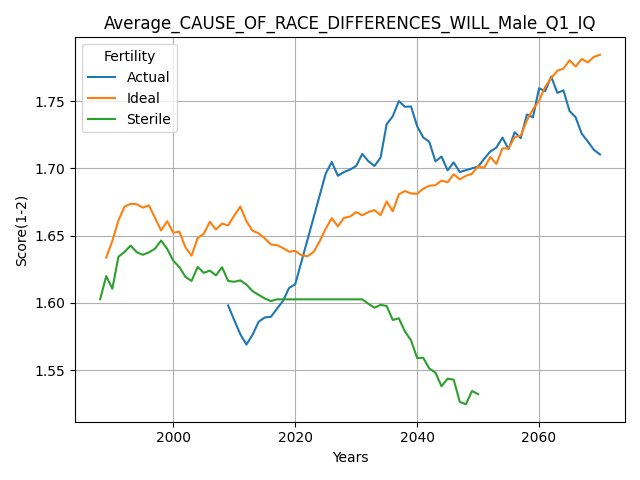 Average_CAUSE_OF_RACE_DIFFERENCES_WILL_Male_Q1_IQ
Fertility
Actual
Ideal
Sterile
Score(1-2)
1.75
1.70
1.65
1.60
1.55
2000 2020 2040 2060
Years